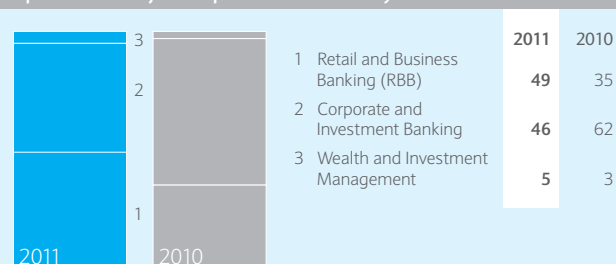 2011 2010
3
2
1
2011 2010
1 Retail and Business
Banking (RBB) 49 35
2 Corporate and
Investment Banking 46 62
3 Wealth and Investment
Management 5 3